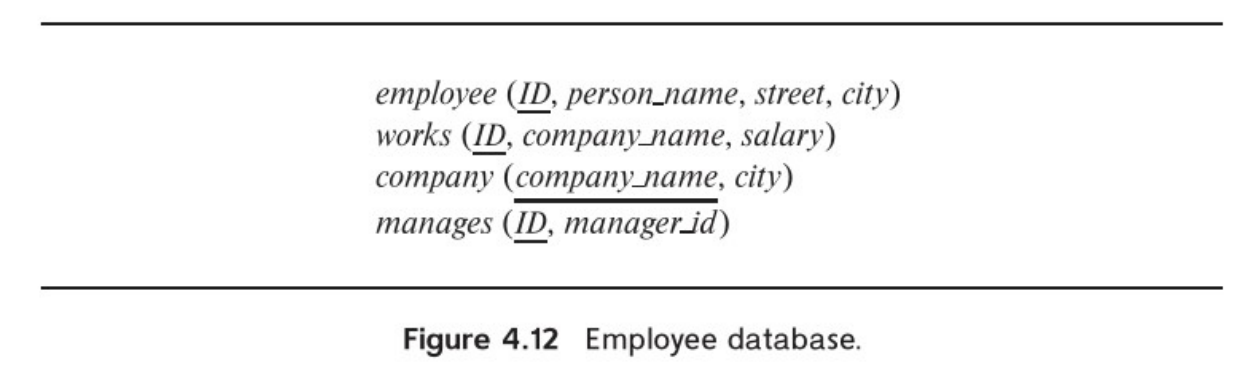 employee (ID, person_name, street, city)
works (ID, company_name, salary)
company (company_name, city)
manages (ID, manager_id)
Figure 4.12 Employee database.